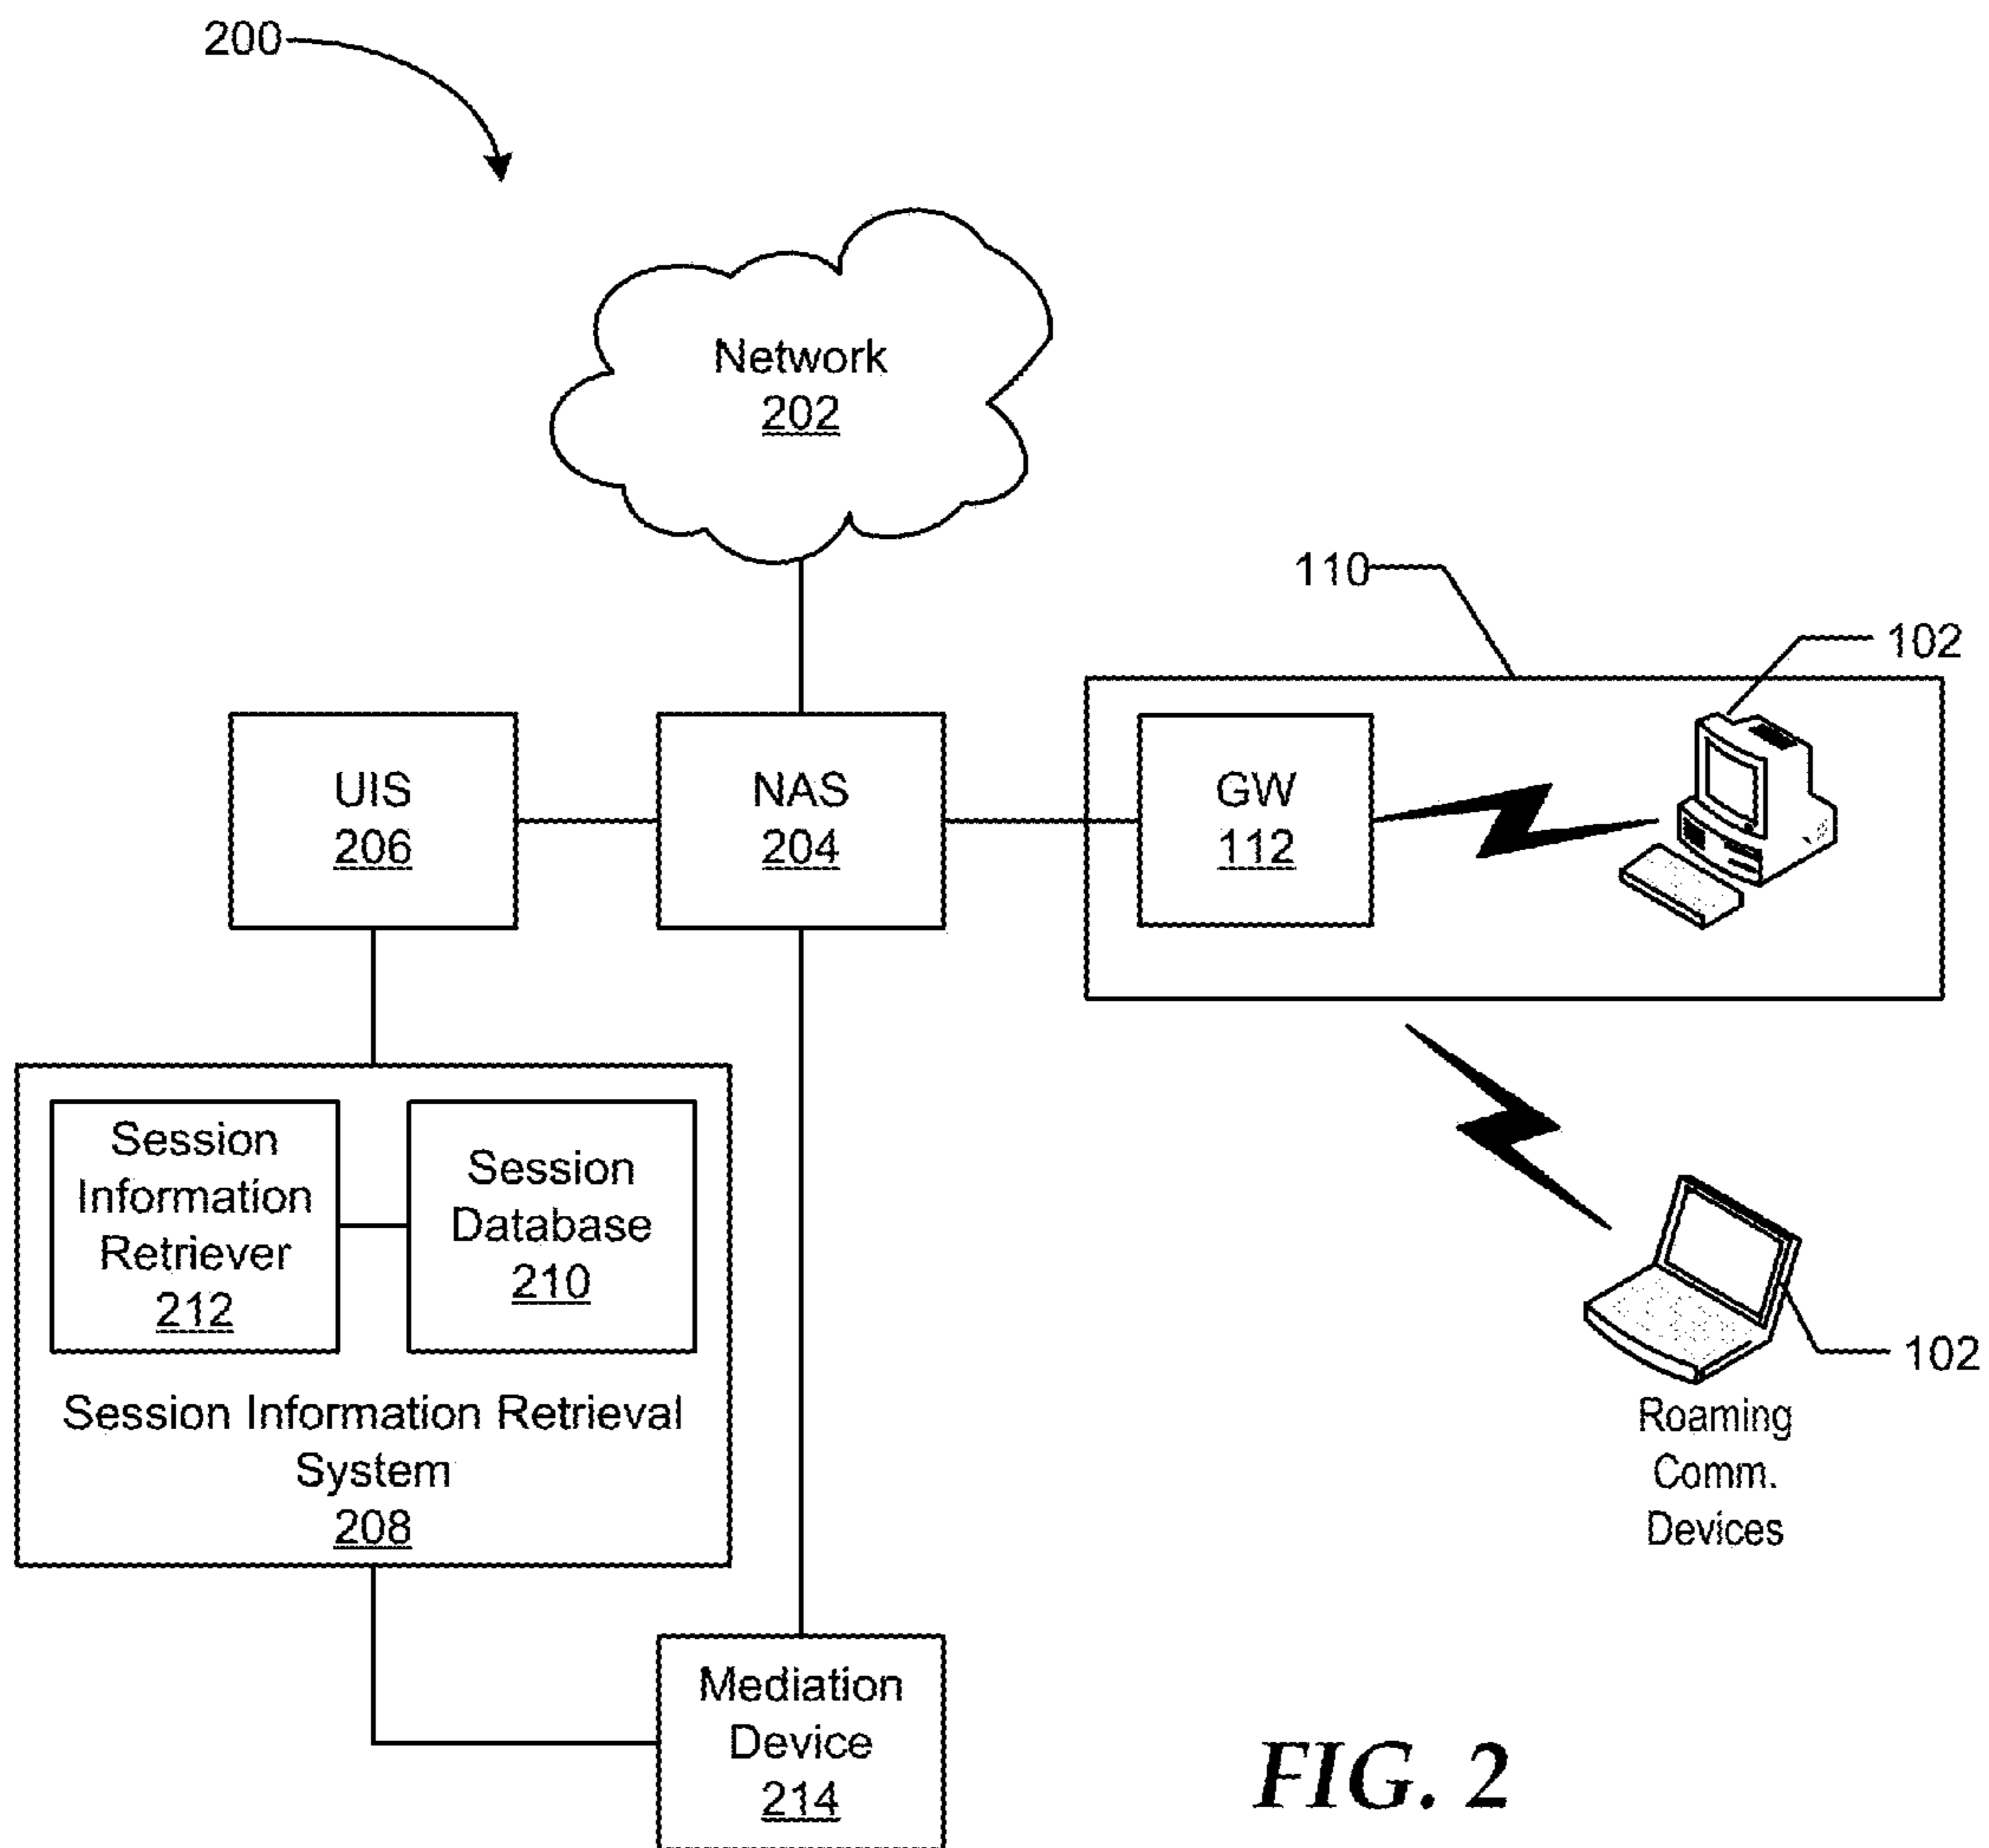 200
Network
202
110
102
UIS
206
NAS
204
GW
112
Session
Information
Retriever
212
Session
Database
210
Session Information Retrieval
System
208
102
Roaming
Comm.
Devices
Mediation
Device
214
FIG. 2